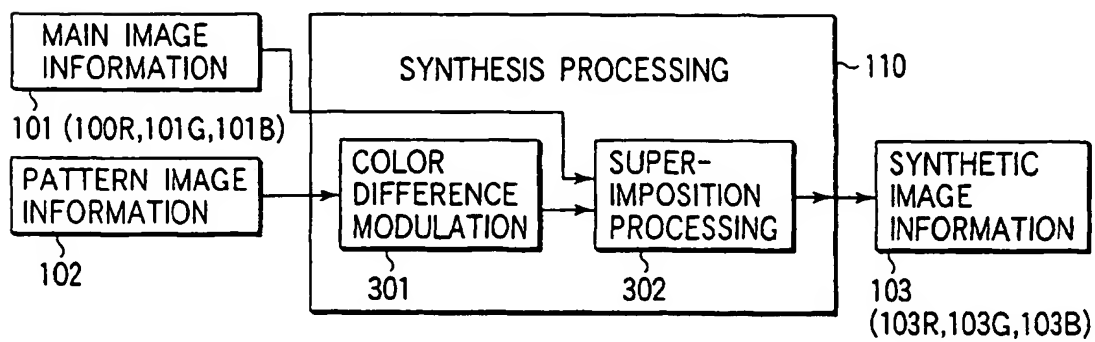 MAIN IMAGE
INFORMATION
101 (100R,101G,101B)
PATTERN IMAGE
INFORMATION
102
SYNTHESIS PROCESSING
110
COLOR
DIFFERENCE
MODULATION
301
SUPER-
IMPOSITION
PROCESSING
302
SYNTHETIC
IMAGE
INFORMATION
103
(103R,103G,103B)